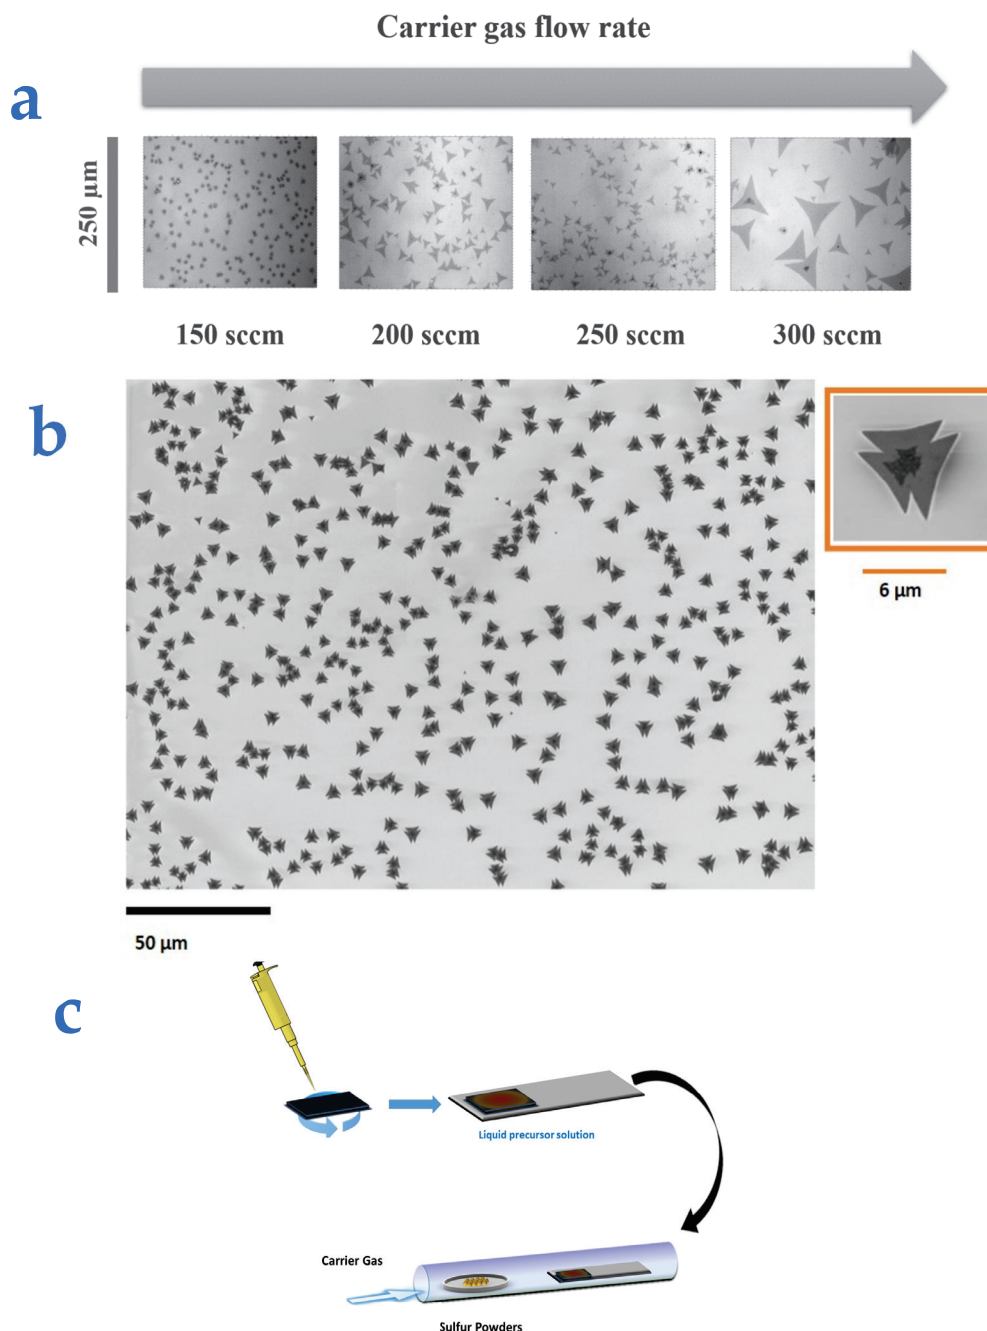 Carrier gas flow rate
a
250 μm
150 sccm
200 sccm
250 sccm
300 sccm
b
6 μm
50 μm
c
Liquid precursor solution
Carrier Gas
Sulfur Powders